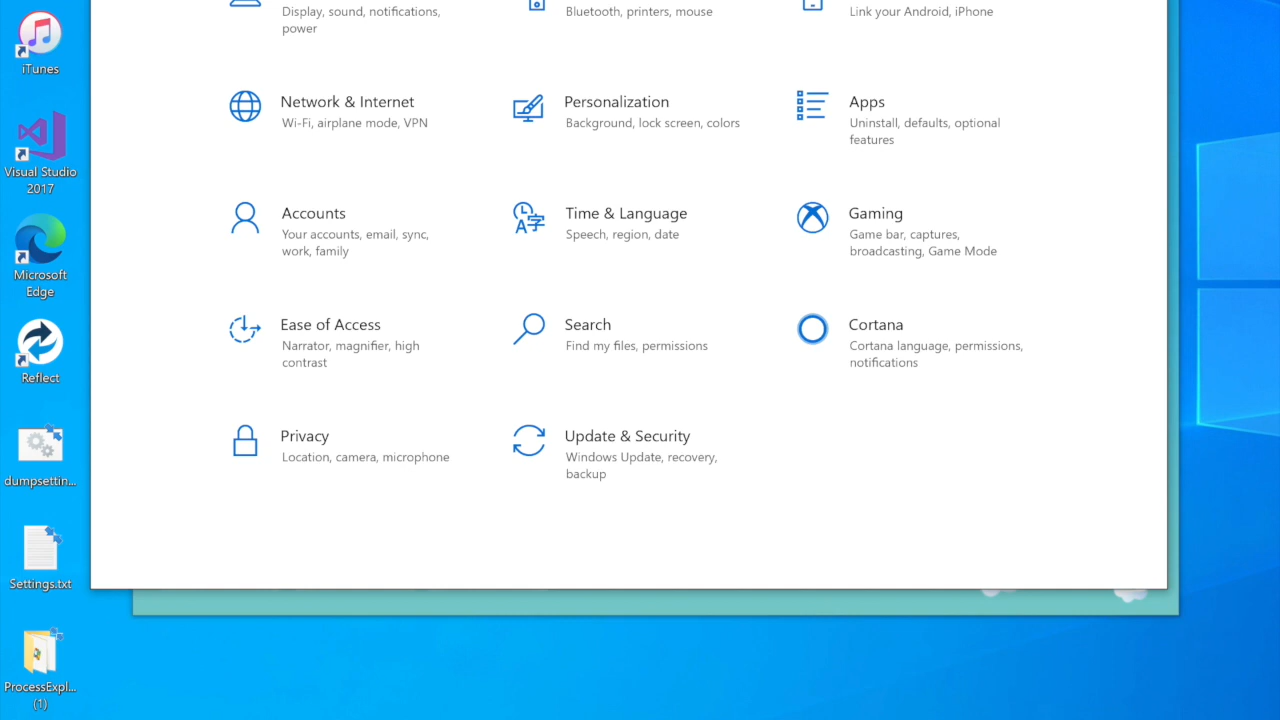 iTunes
Visual Studio
2017
Microsoft
Edge
Reflect
dumpsettin...
Settings.txt
ProcessExpl...
(1)
Display, sound, notifications,
power
Bluetooth, printers, mouse
Link your Android, iPhone
Network & Internet
Wi-Fi, airplane mode, VPN
Personalization
Background, lock screen, colors
Apps
Uninstall, defaults, optional
features
Accounts
Your accounts, email, sync,
work, family
Time & Language
Speech, region, date
Gaming
Game bar, captures,
broadcasting, Game Mode
Ease of Access
Narrator, magnifier, high
contrast
Search
Find my files, permissions
Cortana
Cortana language, permissions,
notifications
Privacy
Location, camera, microphone
Update & Security
Windows Update, recovery,
backup